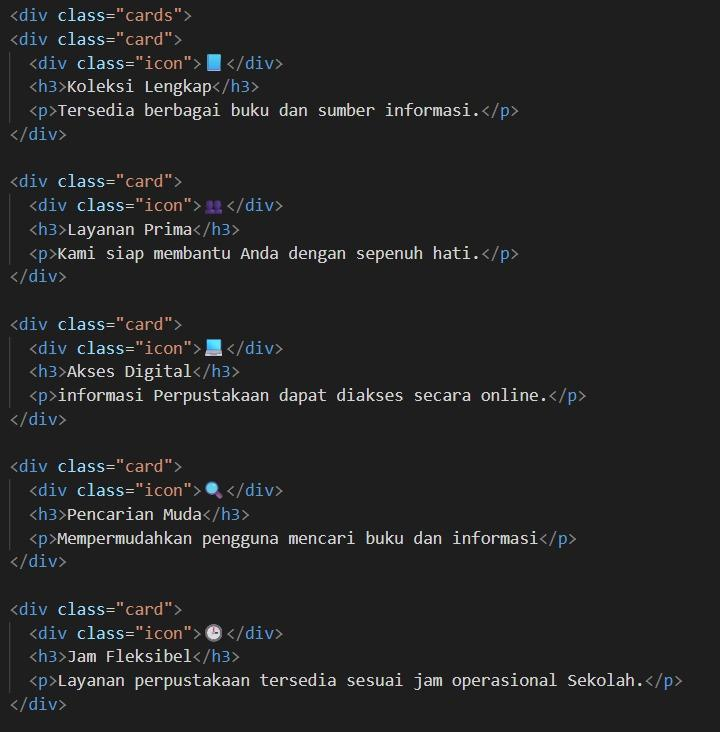 <div class="cards">
<div class="card">
  <div class="icon">📘</div>
  <h3>Koleksi Lengkap</h3>
  <p>Tersedia berbagai buku dan sumber informasi.</p>
</div>

<div class="card">
  <div class="icon">👥</div>
  <h3>Layanan Prima</h3>
  <p>Kami siap membantu Anda dengan sepenuh hati.</p>
</div>

<div class="card">
  <div class="icon">💻</div>
  <h3>Akses Digital</h3>
  <p>informasi Perpustakaan dapat diakses secara online.</p>
</div>

<div class="card">
  <div class="icon">🔍</div>
  <h3>Pencarian Muda</h3>
  <p>Mempermudahkan pengguna mencari buku dan informasi</p>
</div>

<div class="card">
  <div class="icon">🕒</div>
  <h3>Jam Fleksibel</h3>
  <p>Layanan perpustakaan tersedia sesuai jam operasional Sekolah.</p>
</div>